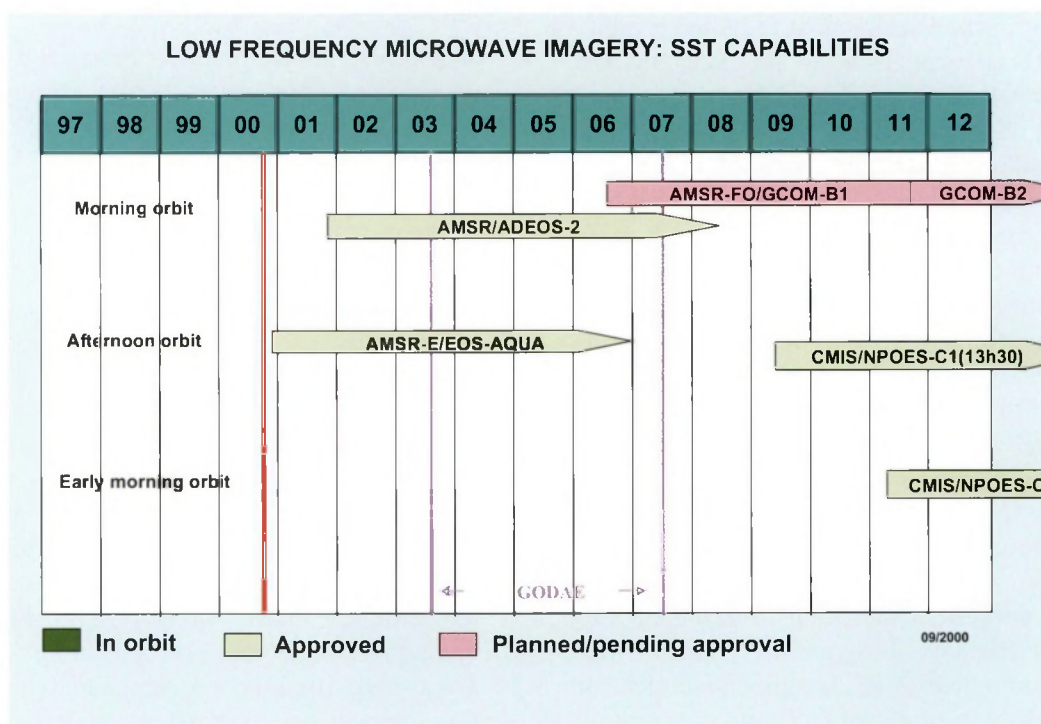 LOW FREQUENCY MICROWAVE IMAGERY: SST CAPABILITIES
97 98 99 00 01 02 03 04 05 06 07 08 09 10 11 12
Morning orbit
AMSR-FO/GCOM-B1 GCOM-B2
AMSR/ADEOS-2
Afternoon orbit
AMSR-E/EOS-AQUA
CMIS/NPOES-C1(13h30)
Early morning orbit
CMIS/NPOES-C
GODAE
In orbit Approved Planned/pending approval
09/2000